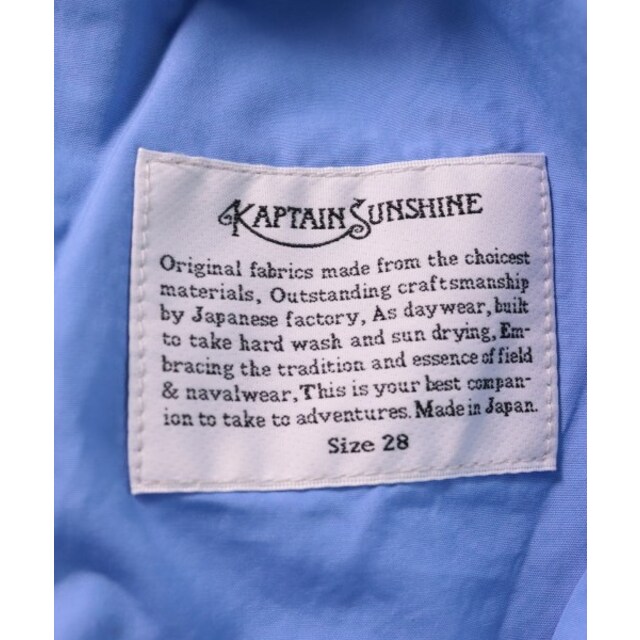 KAPTAIN SUNSHINE
Original fabrics made from the choicest
materials, Outstanding craftsmanship
by Japanese factory, As daywear, built
to take hard wash and sun drying, Em-
bracing the tradition and essence of field
& navalwear, This is your best compan-
ion to take to adventures. Made in Japan.
Size 28